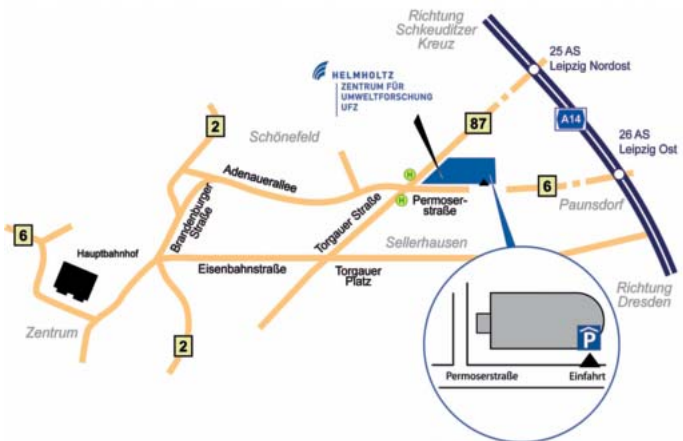 Richtung
Schkeuditzer
Kreuz
25 AS
Leipzig Nordost
HELMHOLTZ
ZENTRUM FÜR
UMWELTFORSCHUNG
UFZ
2
Schönefeld
87
A14
26 AS
Leipzig Ost
Adenauerallee
H
H
6
Permoser-
straße
Paunsdorf
Brandenburger
Straße
Torgauer Straße
6
Hauptbahnhof
Sellerhausen
Eisenbahnstraße
Torgauer
Platz
Richtung
Dresden
Zentrum
2
P
Permoserstraße
Einfahrt